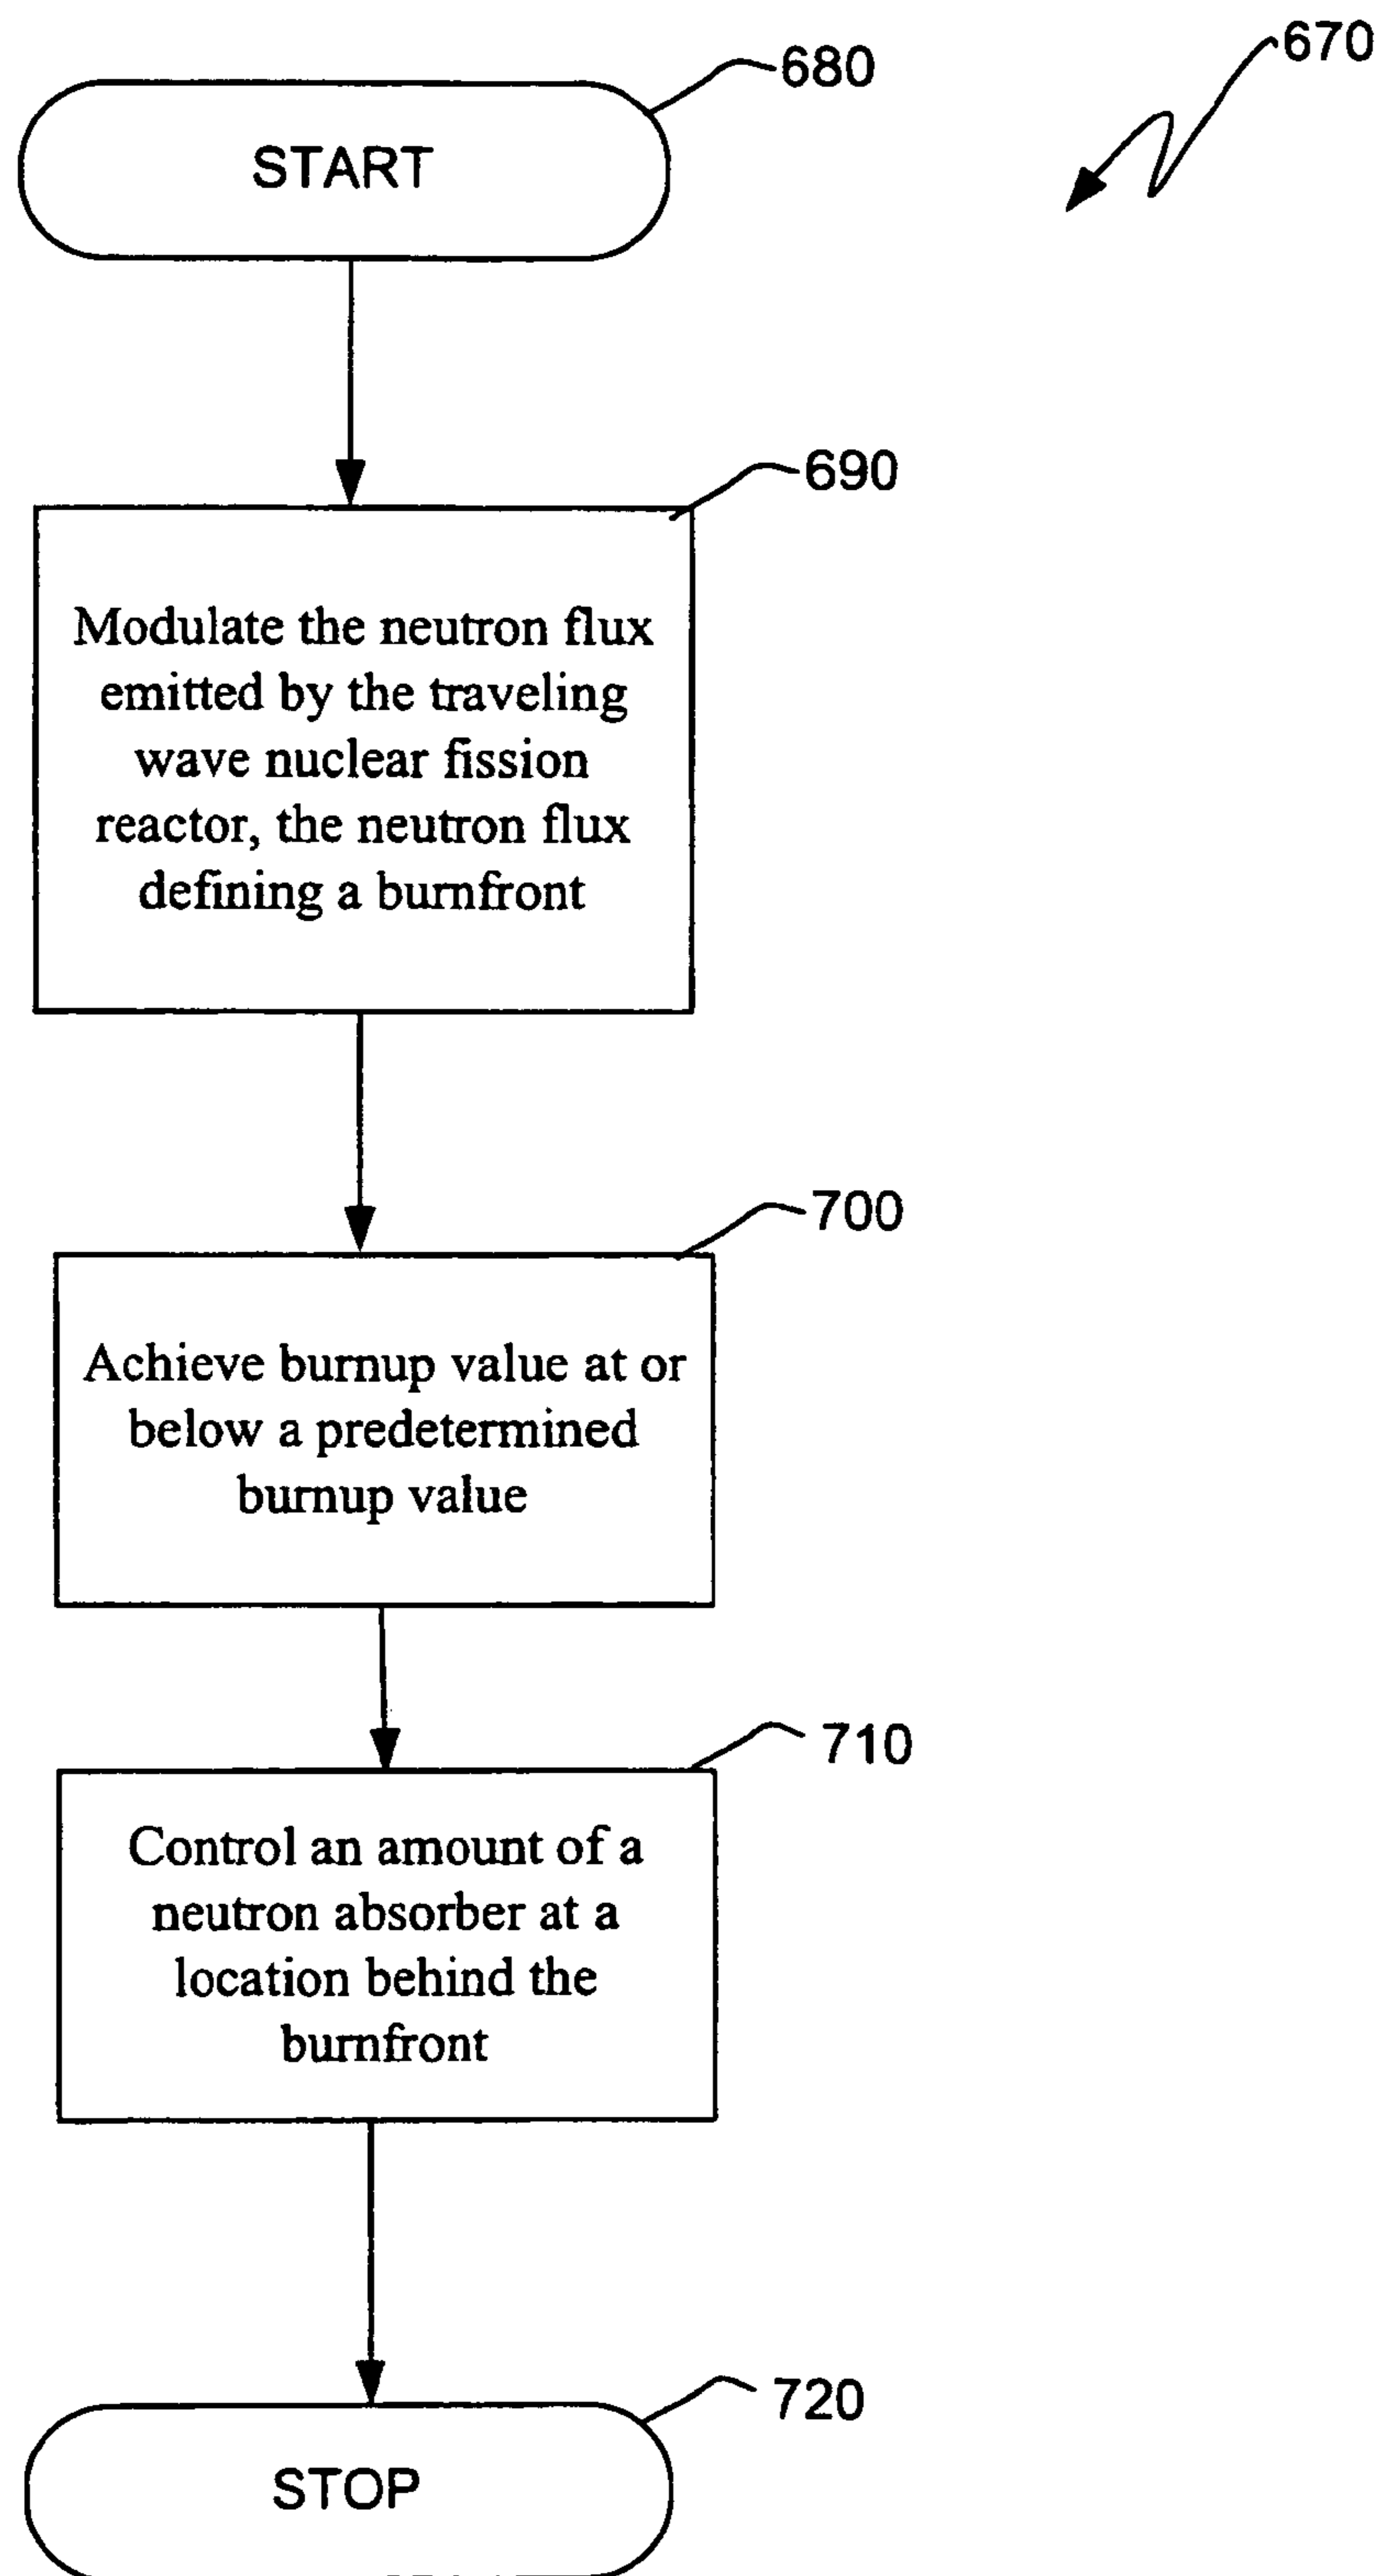 670
680
START
690
Modulate the neutron flux
emitted by the traveling
wave nuclear fission
reactor, the neutron flux
defining a burnfront
700
Achieve burnup value at or
below a predetermined
burnup value
710
Control an amount of a
neutron absorber at a
location behind the
burnfront
720
STOP